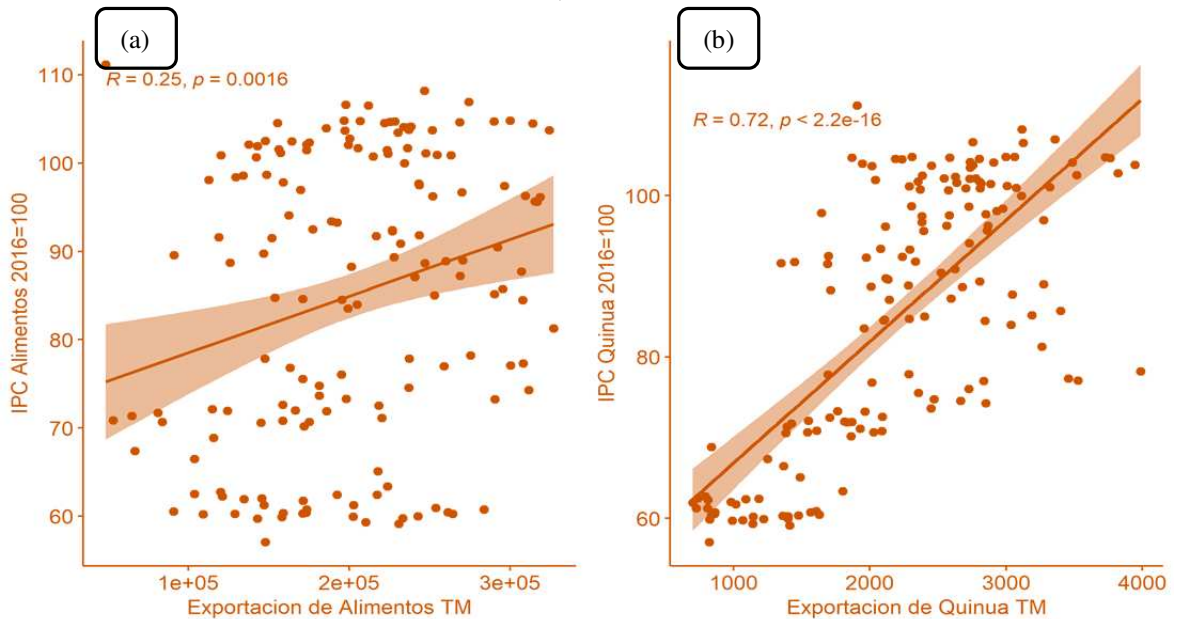 (a)
R = 0.25, p = 0.0016
110
100
90
80
70
60
IPC Alimentos 2016=100
1e+05
2e+05
3e+05
Exportacion de Alimentos TM
(b)
R = 0.72, p < 2.2e-16
100
80
60
IPC Quinua 2016=100
1000
2000
3000
4000
Exportacion de Quinua TM